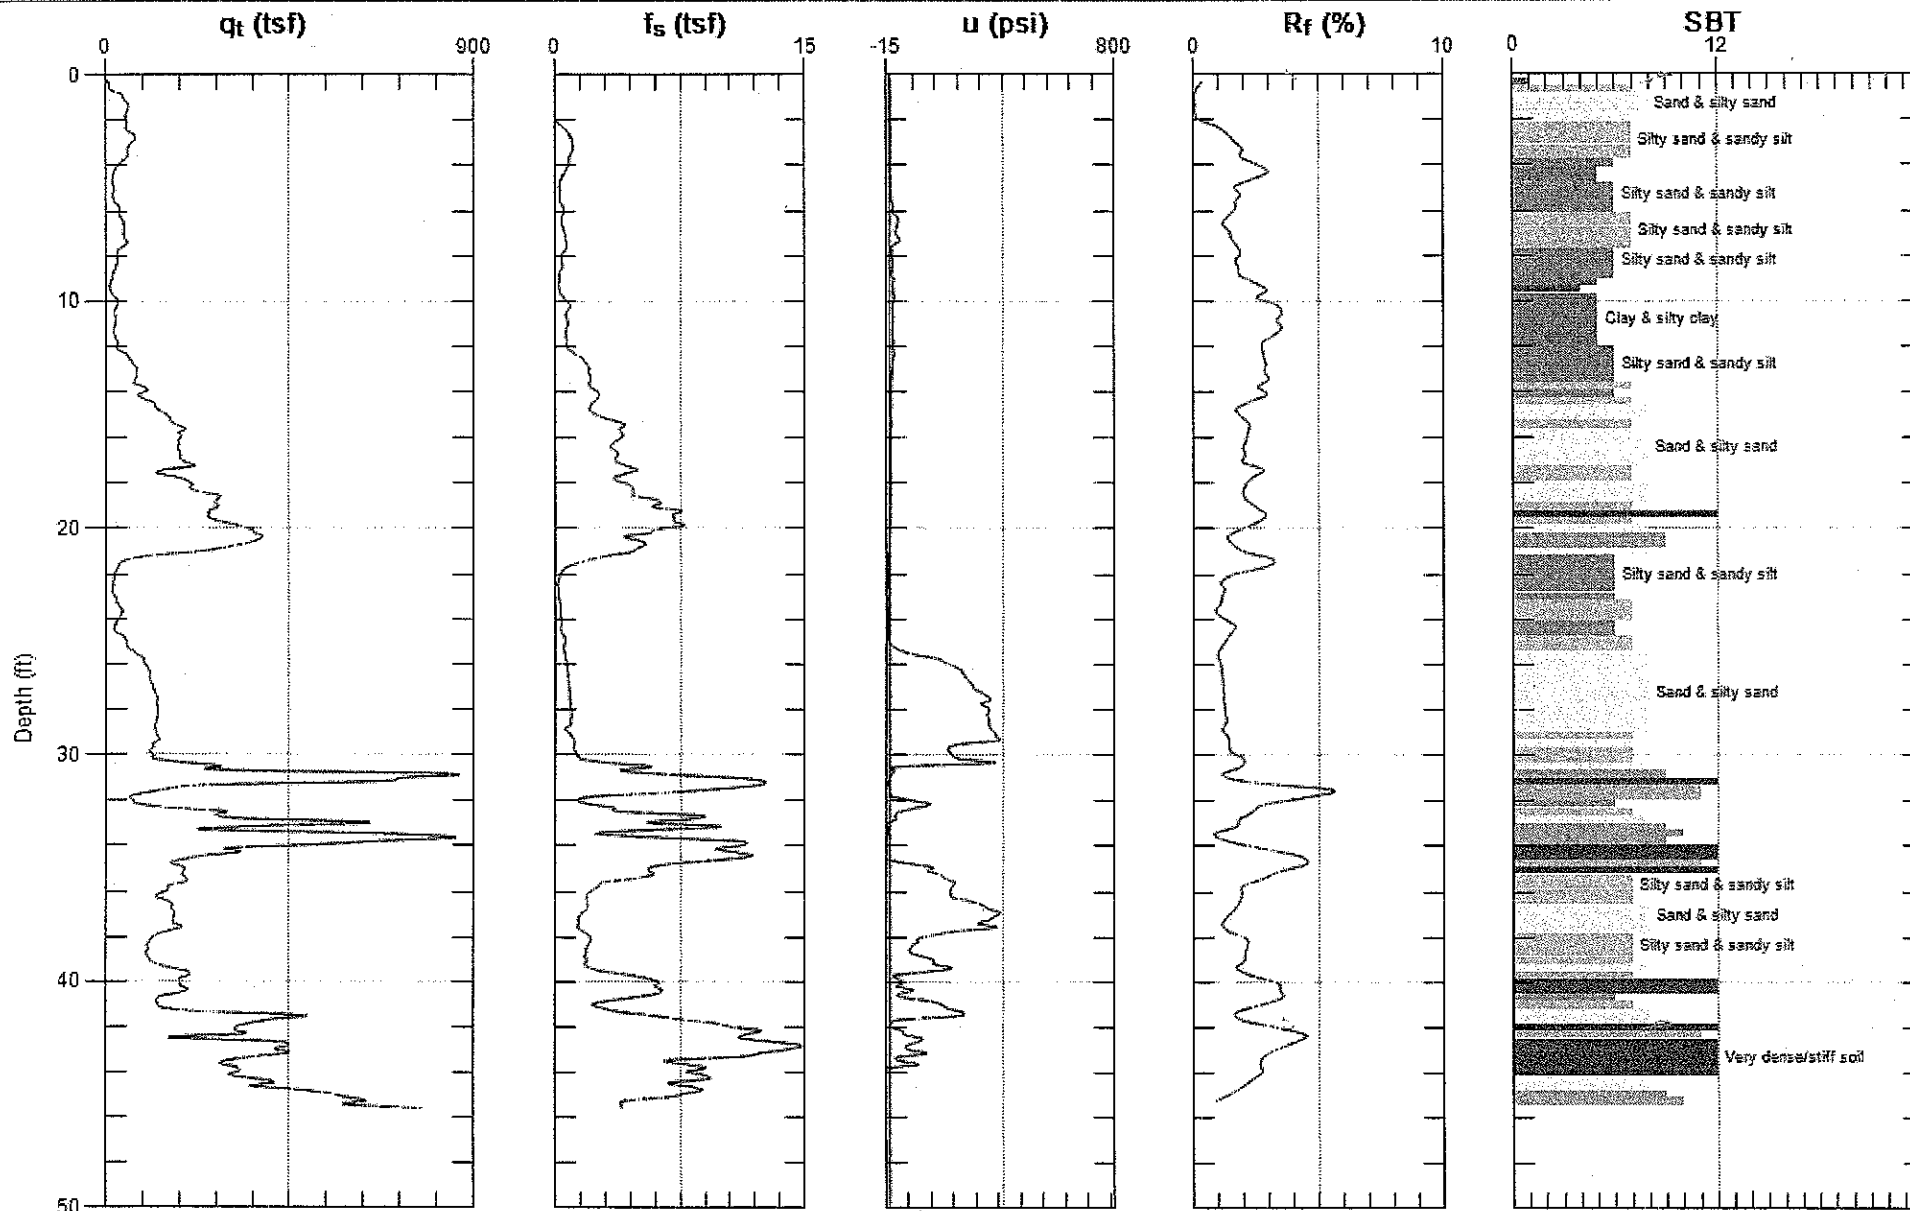 qt (tsf)
fs (tsf)
u (psi)
Rf (%)
SBT
0
900
0
15
-15
800
0
10
0
12
0
Sand & silty sand
Silty sand & sandy silt
Silty sand & sandy silt
Silty sand & sandy silt
Silty sand & sandy silt
10
Clay & silty clay
Silty sand & sandy silt
Sand & silty sand
20
Silty sand & sandy silt
Depth (ft)
Sand & silty sand
30
Silty sand & sandy silt
Sand & silty sand
Silty sand & sandy silt
40
Very dense/stiff soil
50